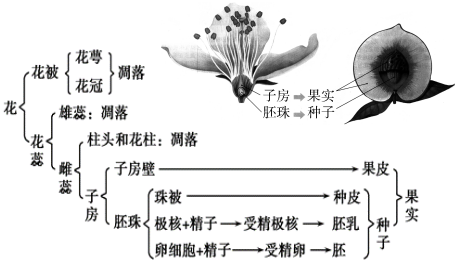 子房→果实
胚珠→种子
花
花被
花萼
花冠
凋落
花蕊
雄蕊：凋落
雌蕊
柱头和花柱：凋落
子房
子房壁→果皮
胚珠
珠被→种皮
极核+精子→受精极核→胚乳
卵细胞+精子→受精卵→胚
种子
果实